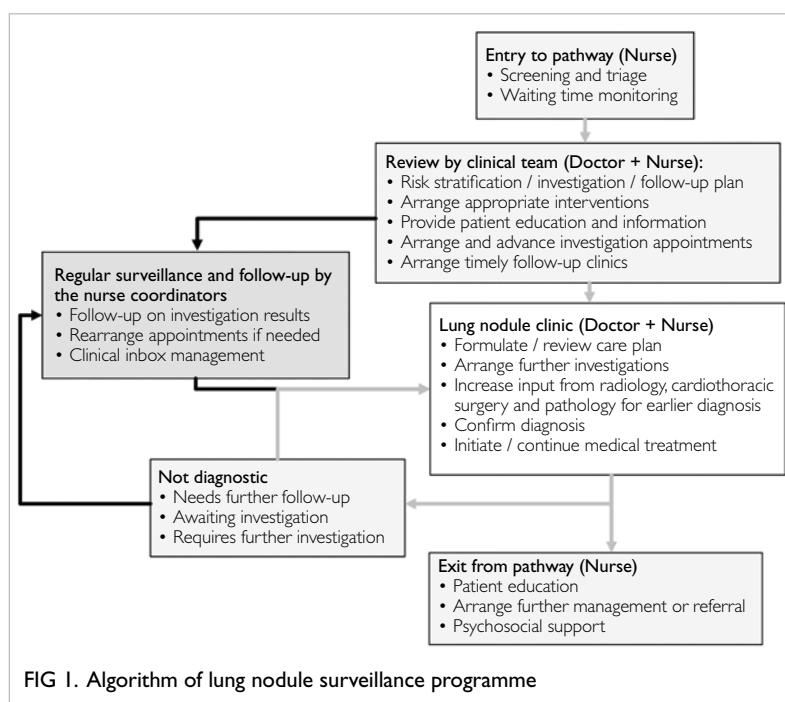 Entry to pathway (Nurse)
• Screening and triage
• Waiting time monitoring
Review by clinical team (Doctor + Nurse):
• Risk stratification / investigation / follow-up plan
• Arrange appropriate interventions
• Provide patient education and information
• Arrange and advance investigation appointments
• Arrange timely follow-up clinics
Regular surveillance and follow-up by
the nurse coordinators
• Follow-up on investigation results
• Rearrange appointments if needed
• Clinical inbox management
Lung nodule clinic (Doctor + Nurse)
• Formulate / review care plan
• Arrange further investigations
• Increase input from radiology, cardiothoracic
surgery and pathology for earlier diagnosis
• Confirm diagnosis
• Initiate / continue medical treatment
Not diagnostic
• Needs further follow-up
• Awaiting investigation
• Requires further investigation
Exit from pathway (Nurse)
• Patient education
• Arrange further management or referral
• Psychosocial support
FIG 1. Algorithm of lung nodule surveillance programme